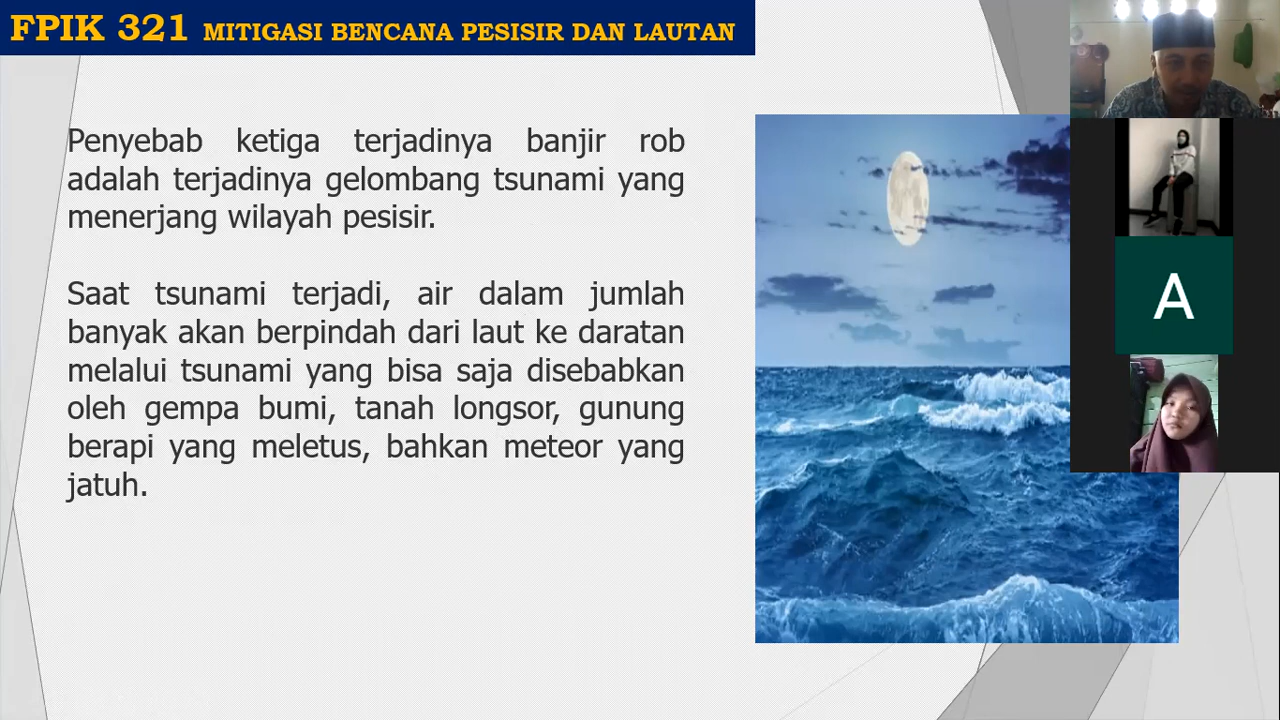 FPIK 321 MITIGASI BENCANA PESISIR DAN LAUTAN
Penyebab ketiga terjadinya banjir rob
adalah terjadinya gelombang tsunami yang
menerjang wilayah pesisir.
Saat tsunami terjadi, air dalam jumlah
banyak akan berpindah dari laut ke daratan
melalui tsunami yang bisa saja disebabkan
oleh gempa bumi, tanah longsor, gunung
berapi yang meletus, bahkan meteor yang
jatuh.
A